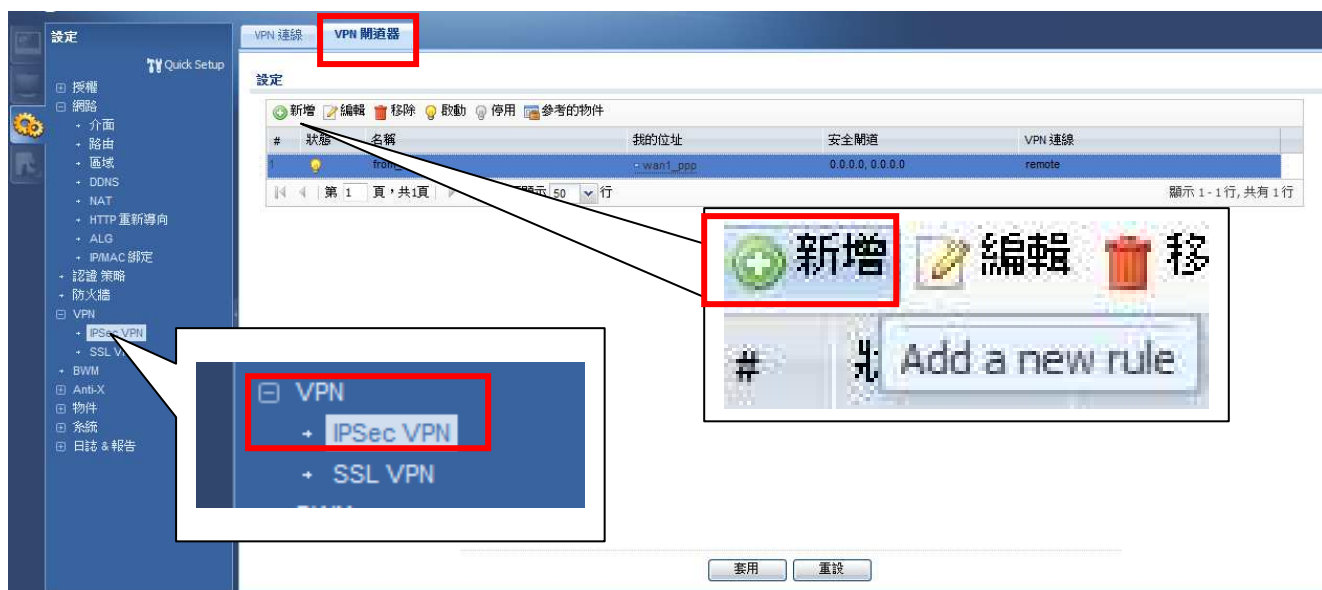 設定
Quick Setup
授權
網路
介面
路由
區域
DDNS
NAT
HTTP 重新導向
ALG
IP/MAC 綁定
認證 策略
防火牆
VPN
IPSec VPN
SSL
BWM
Anti-X
物件
系統
日誌 & 報告
VPN 連線 VPN 閘道器
設定
新增 編輯 移除 啟動 停用 參考的物件
# 狀態 名稱 我的位址 安全閘道 VPN 連線
1 wan1_ppp 0.0.0.0, 0.0.0.0 remote
第 1 頁,共1頁 50 行 顯示 1 - 1 行, 共有 1 行
新增 編輯 移
# Add a new rule
VPN
IPSec VPN
SSL VPN
套用 重設